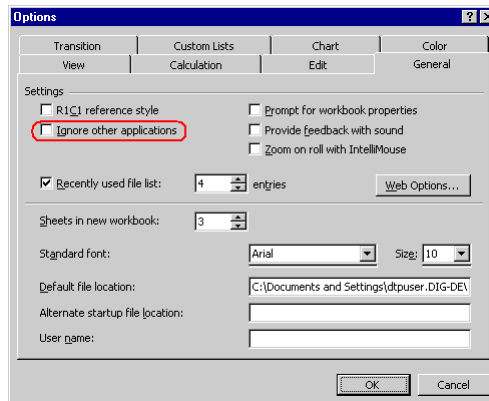 Options
Transition Custom Lists Chart Color
View Calculation Edit General
Settings
R1C1 reference style Prompt for workbook properties
Ignore other applications Provide feedback with sound
Zoom on roll with IntelliMouse
Recently used file list: 4 entries Web Options...
Sheets in new workbook: 3
Standard font: Arial Size: 10
Default file location: C:\Documents and Settings\dtpuser.DIG-DE\
Alternate startup file location:
User name:
OK Cancel